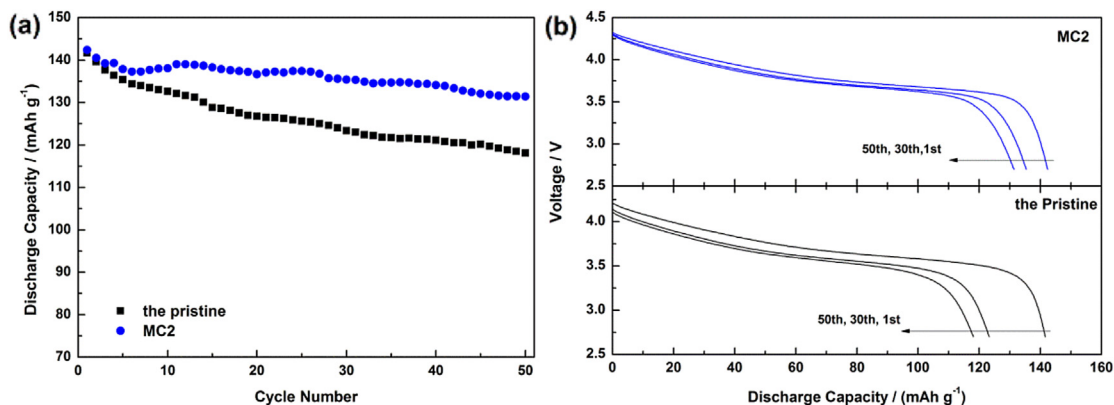 (a)
150
140
130
120
110
100
90
80
70
Discharge Capacity / (mAh g⁻¹)
the pristine
MC2
0
10
20
30
40
50
Cycle Number
(b)
4.5
4.0
3.5
3.0
2.5
MC2
50th, 30th,1st
Voltage / V
the Pristine
4.0
3.5
3.0
2.5
50th, 30th, 1st
0
20
40
60
80
100
120
140
160
Discharge Capacity / (mAh g⁻¹)